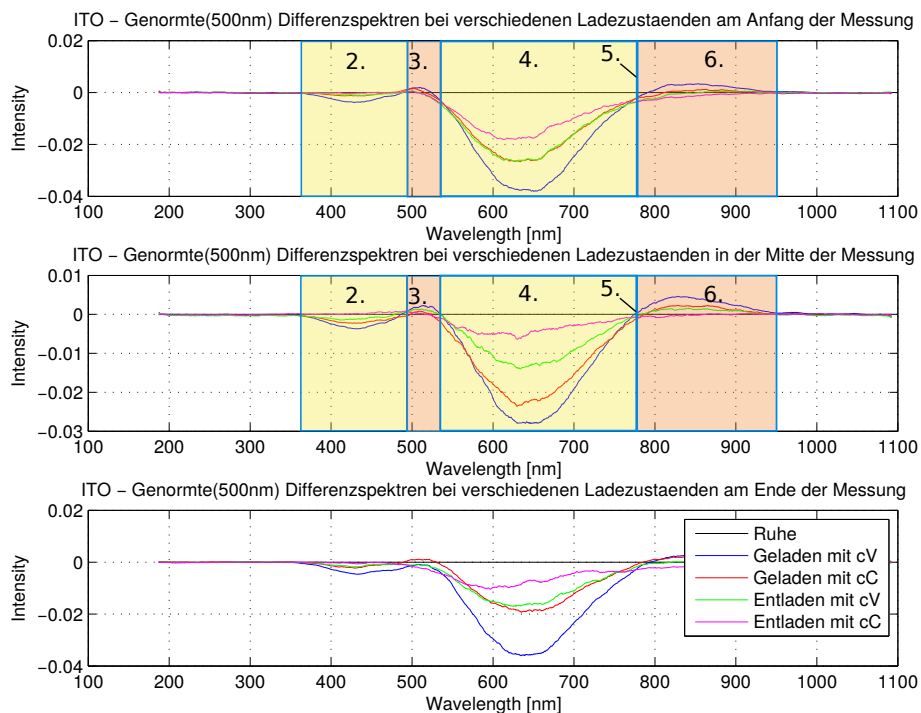 ITO − Genormte(500nm) Differenzspektren bei verschiedenen Ladezustaenden am Anfang der Messung
0.02
0
−0.02
−0.04
Intensity
2.
3.
4.
5.
6.
100 200 300 400 500 600 700 800 900 1000 1100
Wavelength [nm]
ITO − Genormte(500nm) Differenzspektren bei verschiedenen Ladezustaenden in der Mitte der Messung
0.01
0
−0.01
−0.02
−0.03
Intensity
2.
3.
4.
5.
6.
100 200 300 400 500 600 700 800 900 1000 1100
Wavelength [nm]
ITO − Genormte(500nm) Differenzspektren bei verschiedenen Ladezustaenden am Ende der Messung
0.02
0
−0.02
−0.04
Intensity
Ruhe
Geladen mit cV
Geladen mit cC
Entladen mit cV
Entladen mit cC
100 200 300 400 500 600 700 800 900 1000 1100
Wavelength [nm]